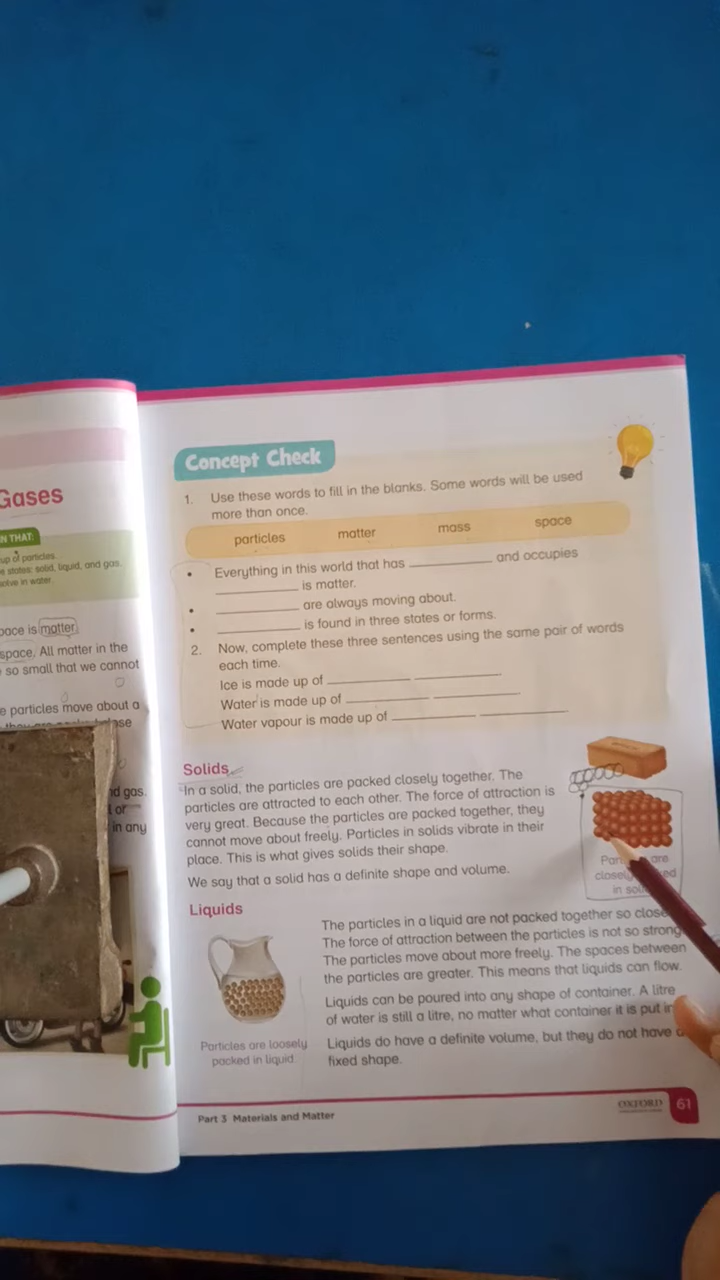 Gases
N THAT:
up of particles.
e states: solid, liquid, and gas.
solve in water.
pace is matter
space. All matter in the
so small that we cannot
e particles move about a
nd gas.
or
in any
Concept Check
1. Use these words to fill in the blanks. Some words will be used
more than once.
particles matter mass space
• Everything in this world that has __________ and occupies
__________ is matter.
• __________ are always moving about.
• __________ is found in three states or forms.
2. Now, complete these three sentences using the same pair of words
each time.
Ice is made up of __________ __________
Water is made up of __________ __________
Water vapour is made up of __________ __________
Solids
In a solid, the particles are packed closely together. The
particles are attracted to each other. The force of attraction is
very great. Because the particles are packed together, they
cannot move about freely. Particles in solids vibrate in their
place. This is what gives solids their shape.
We say that a solid has a definite shape and volume.
Par are
closely ked
in sol
Liquids
The particles in a liquid are not packed together so close
The force of attraction between the particles is not so strong
The particles move about more freely. The spaces between
the particles are greater. This means that liquids can flow.
Liquids can be poured into any shape of container. A litre
of water is still a litre, no matter what container it is put in
Liquids do have a definite volume, but they do not have a
fixed shape.
Particles are loosely
packed in liquid
Part 3 Materials and Matter
OXFORD
61